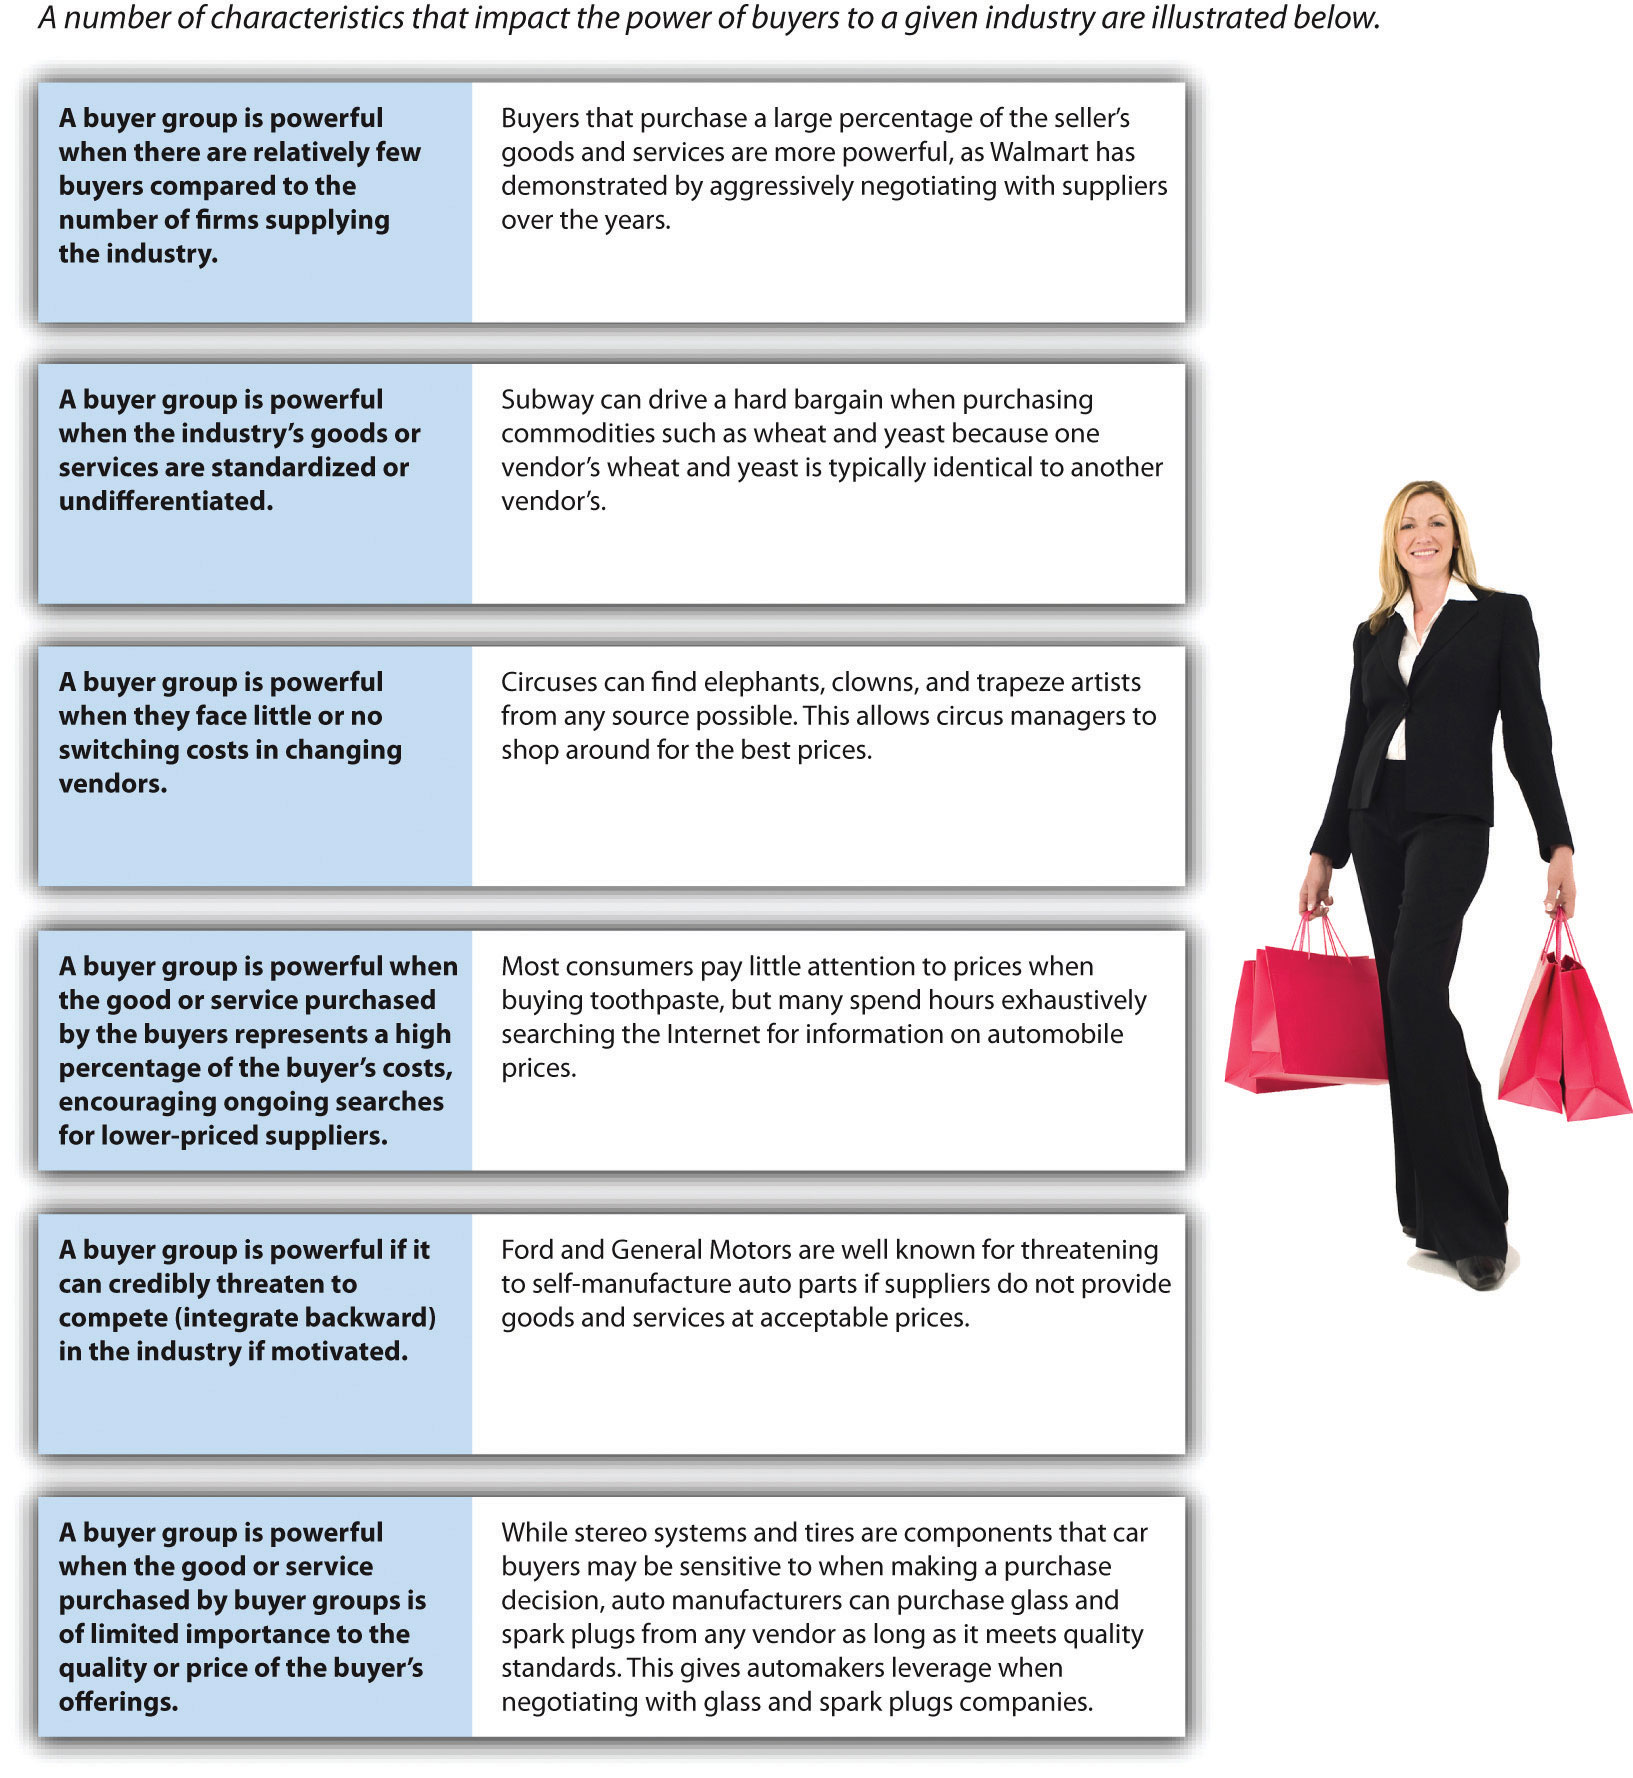 A number of characteristics that impact the power of buyers to a given industry are illustrated below.
A buyer group is powerful
when there are relatively few
buyers compared to the
number of firms supplying
the industry.
Buyers that purchase a large percentage of the seller’s
goods and services are more powerful, as Walmart has
demonstrated by aggressively negotiating with suppliers
over the years.
A buyer group is powerful
when the industry’s goods or
services are standardized or
undifferentiated.
Subway can drive a hard bargain when purchasing
commodities such as wheat and yeast because one
vendor’s wheat and yeast is typically identical to another
vendor’s.
A buyer group is powerful
when they face little or no
switching costs in changing
vendors.
Circuses can find elephants, clowns, and trapeze artists
from any source possible. This allows circus managers to
shop around for the best prices.
A buyer group is powerful when
the good or service purchased
by the buyers represents a high
percentage of the buyer’s costs,
encouraging ongoing searches
for lower-priced suppliers.
Most consumers pay little attention to prices when
buying toothpaste, but many spend hours exhaustively
searching the Internet for information on automobile
prices.
A buyer group is powerful if it
can credibly threaten to
compete (integrate backward)
in the industry if motivated.
Ford and General Motors are well known for threatening
to self-manufacture auto parts if suppliers do not provide
goods and services at acceptable prices.
A buyer group is powerful
when the good or service
purchased by buyer groups is
of limited importance to the
quality or price of the buyer’s
offerings.
While stereo systems and tires are components that car
buyers may be sensitive to when making a purchase
decision, auto manufacturers can purchase glass and
spark plugs from any vendor as long as it meets quality
standards. This gives automakers leverage when
negotiating with glass and spark plugs companies.